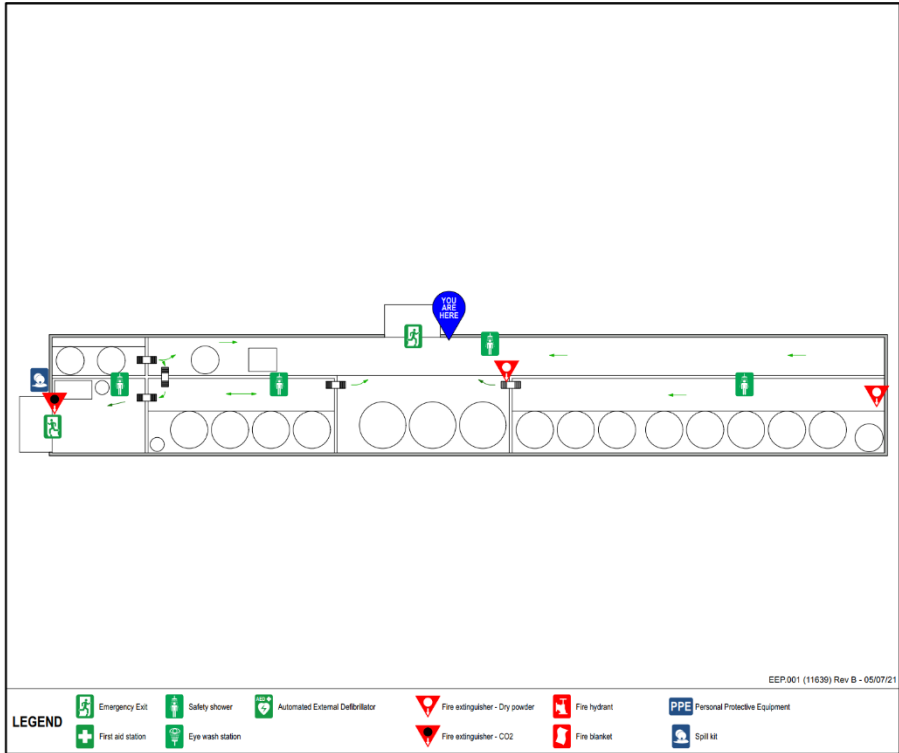 YOU
ARE
HERE
EEP.001 (11639) Rev B - 05/07/21
LEGEND
Emergency Exit
Safety shower
AED
Automated External Defibrillator
Fire extinguisher - Dry powder
Fire hydrant
PPE
Personal Protective Equipment
First aid station
Eye wash station
Fire extinguisher - CO2
Fire blanket
Spill kit